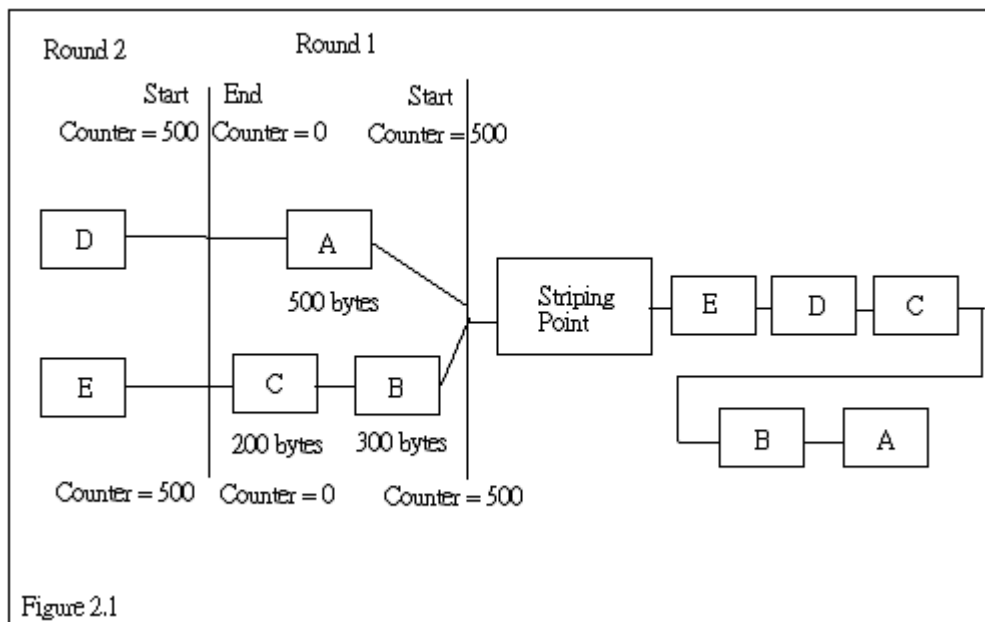 Round 2
Round 1
Start
End
Start
Counter = 500
Counter = 0
Counter = 500
D
A
500 bytes
Striping
Point
E
D
C
E
C
B
200 bytes
300 bytes
B
A
Counter = 500
Counter = 0
Counter = 500
Figure 2.1